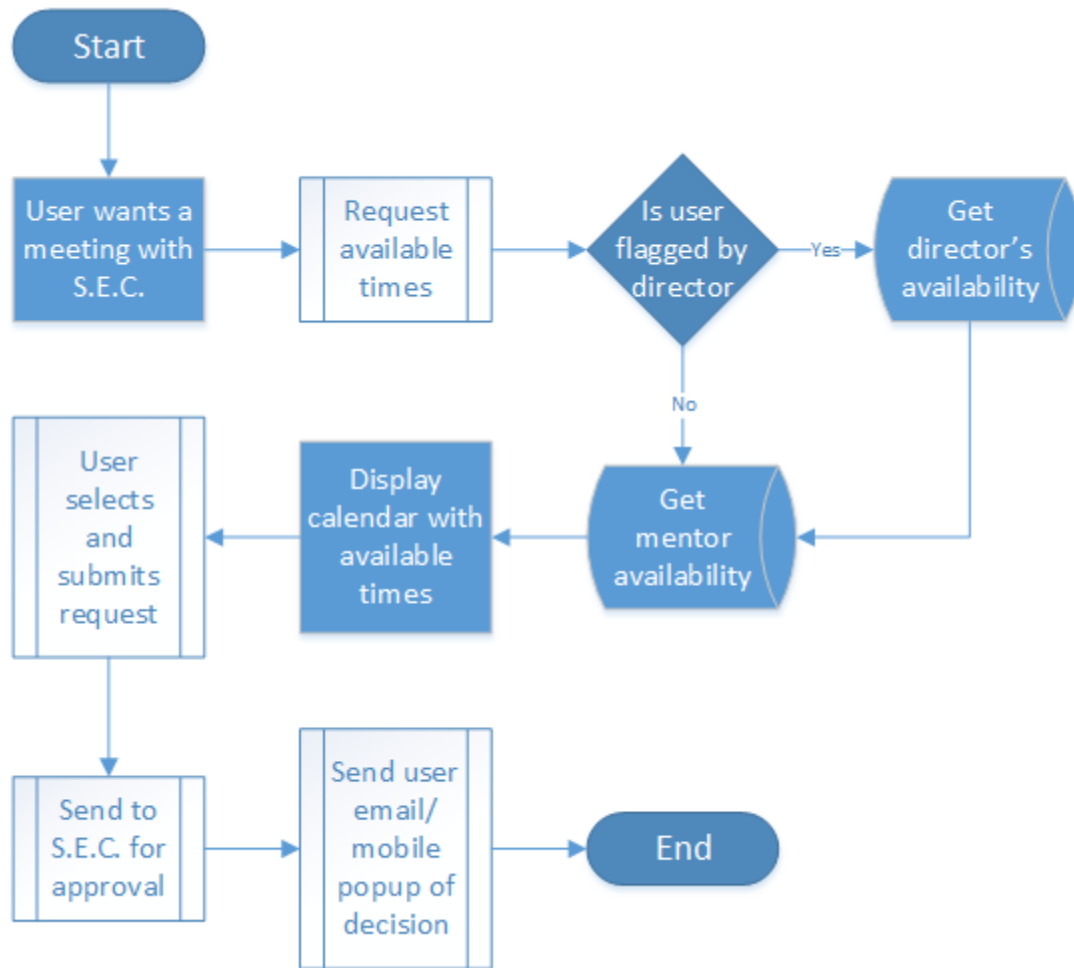 Start
User wants a
meeting with
S.E.C.
Request
available
times
Is user
flagged by
director
Yes
Get
director’s
availability
No
User
selects
and
submits
request
Display
calendar with
available
times
Get
mentor
availability
Send to
S.E.C. for
approval
Send user
email/
mobile
popup of
decision
End